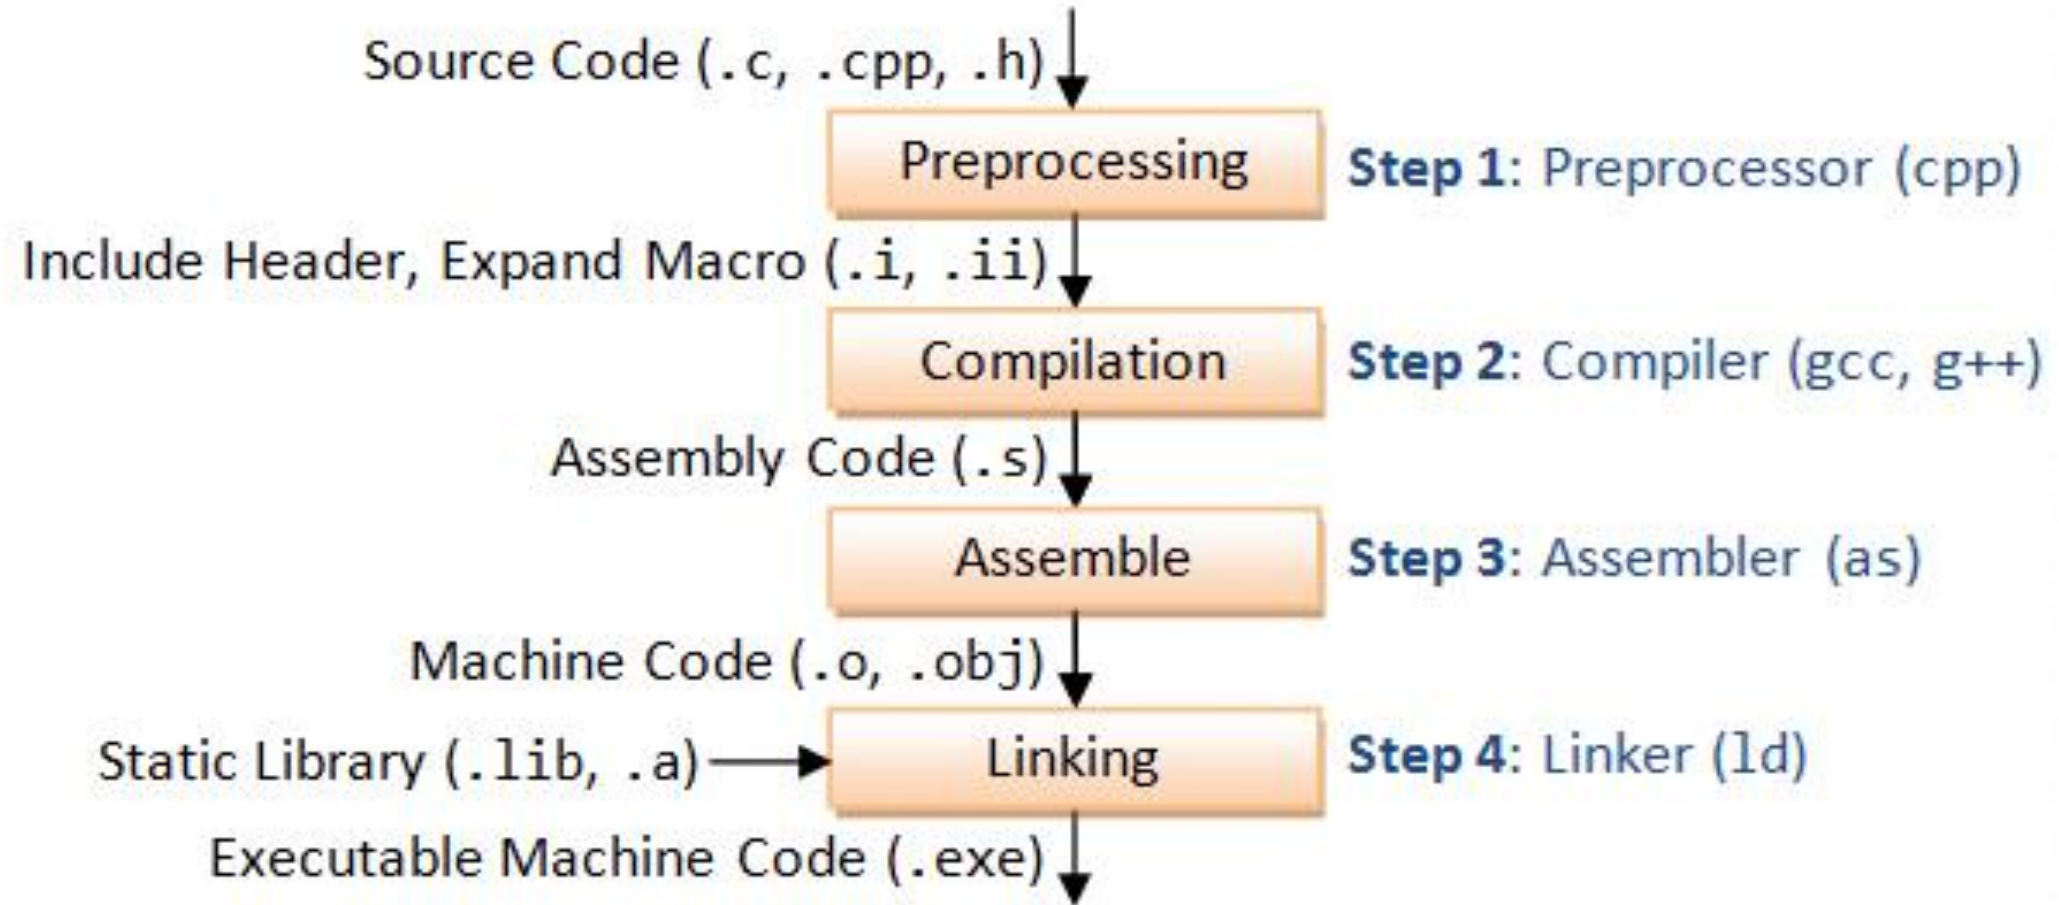 Source Code (.c, .cpp, .h)
Preprocessing
Step 1: Preprocessor (cpp)
Include Header, Expand Macro (.i, .ii)
Compilation
Step 2: Compiler (gcc, g++)
Assembly Code (.s)
Assemble
Step 3: Assembler (as)
Machine Code (.o, .obj)
Static Library (.lib, .a)
Linking
Step 4: Linker (ld)
Executable Machine Code (.exe)